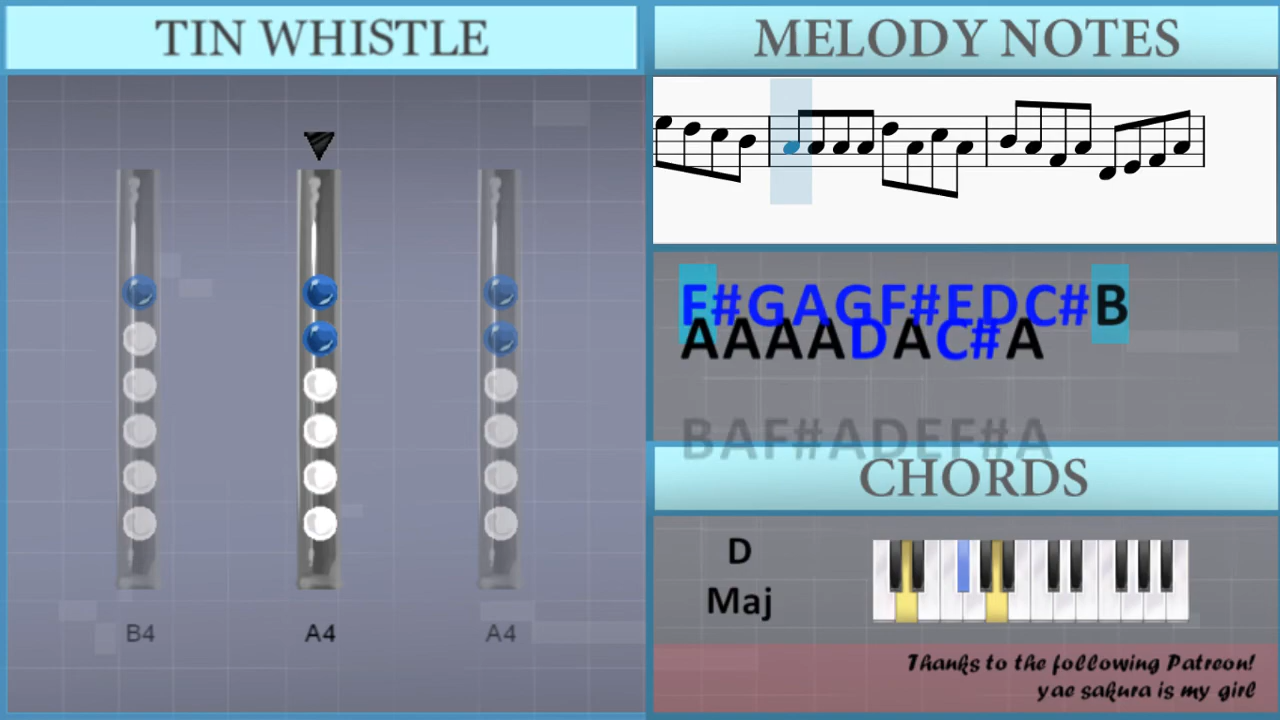 TIN WHISTLE
B4 A4 A4
MELODY NOTES
F#GAGF#EDC#B
AAAADAC#A
BAF#ADEF#A
CHORDS
D
Maj
Thanks to the following Patreon!
yae sakura is my girl